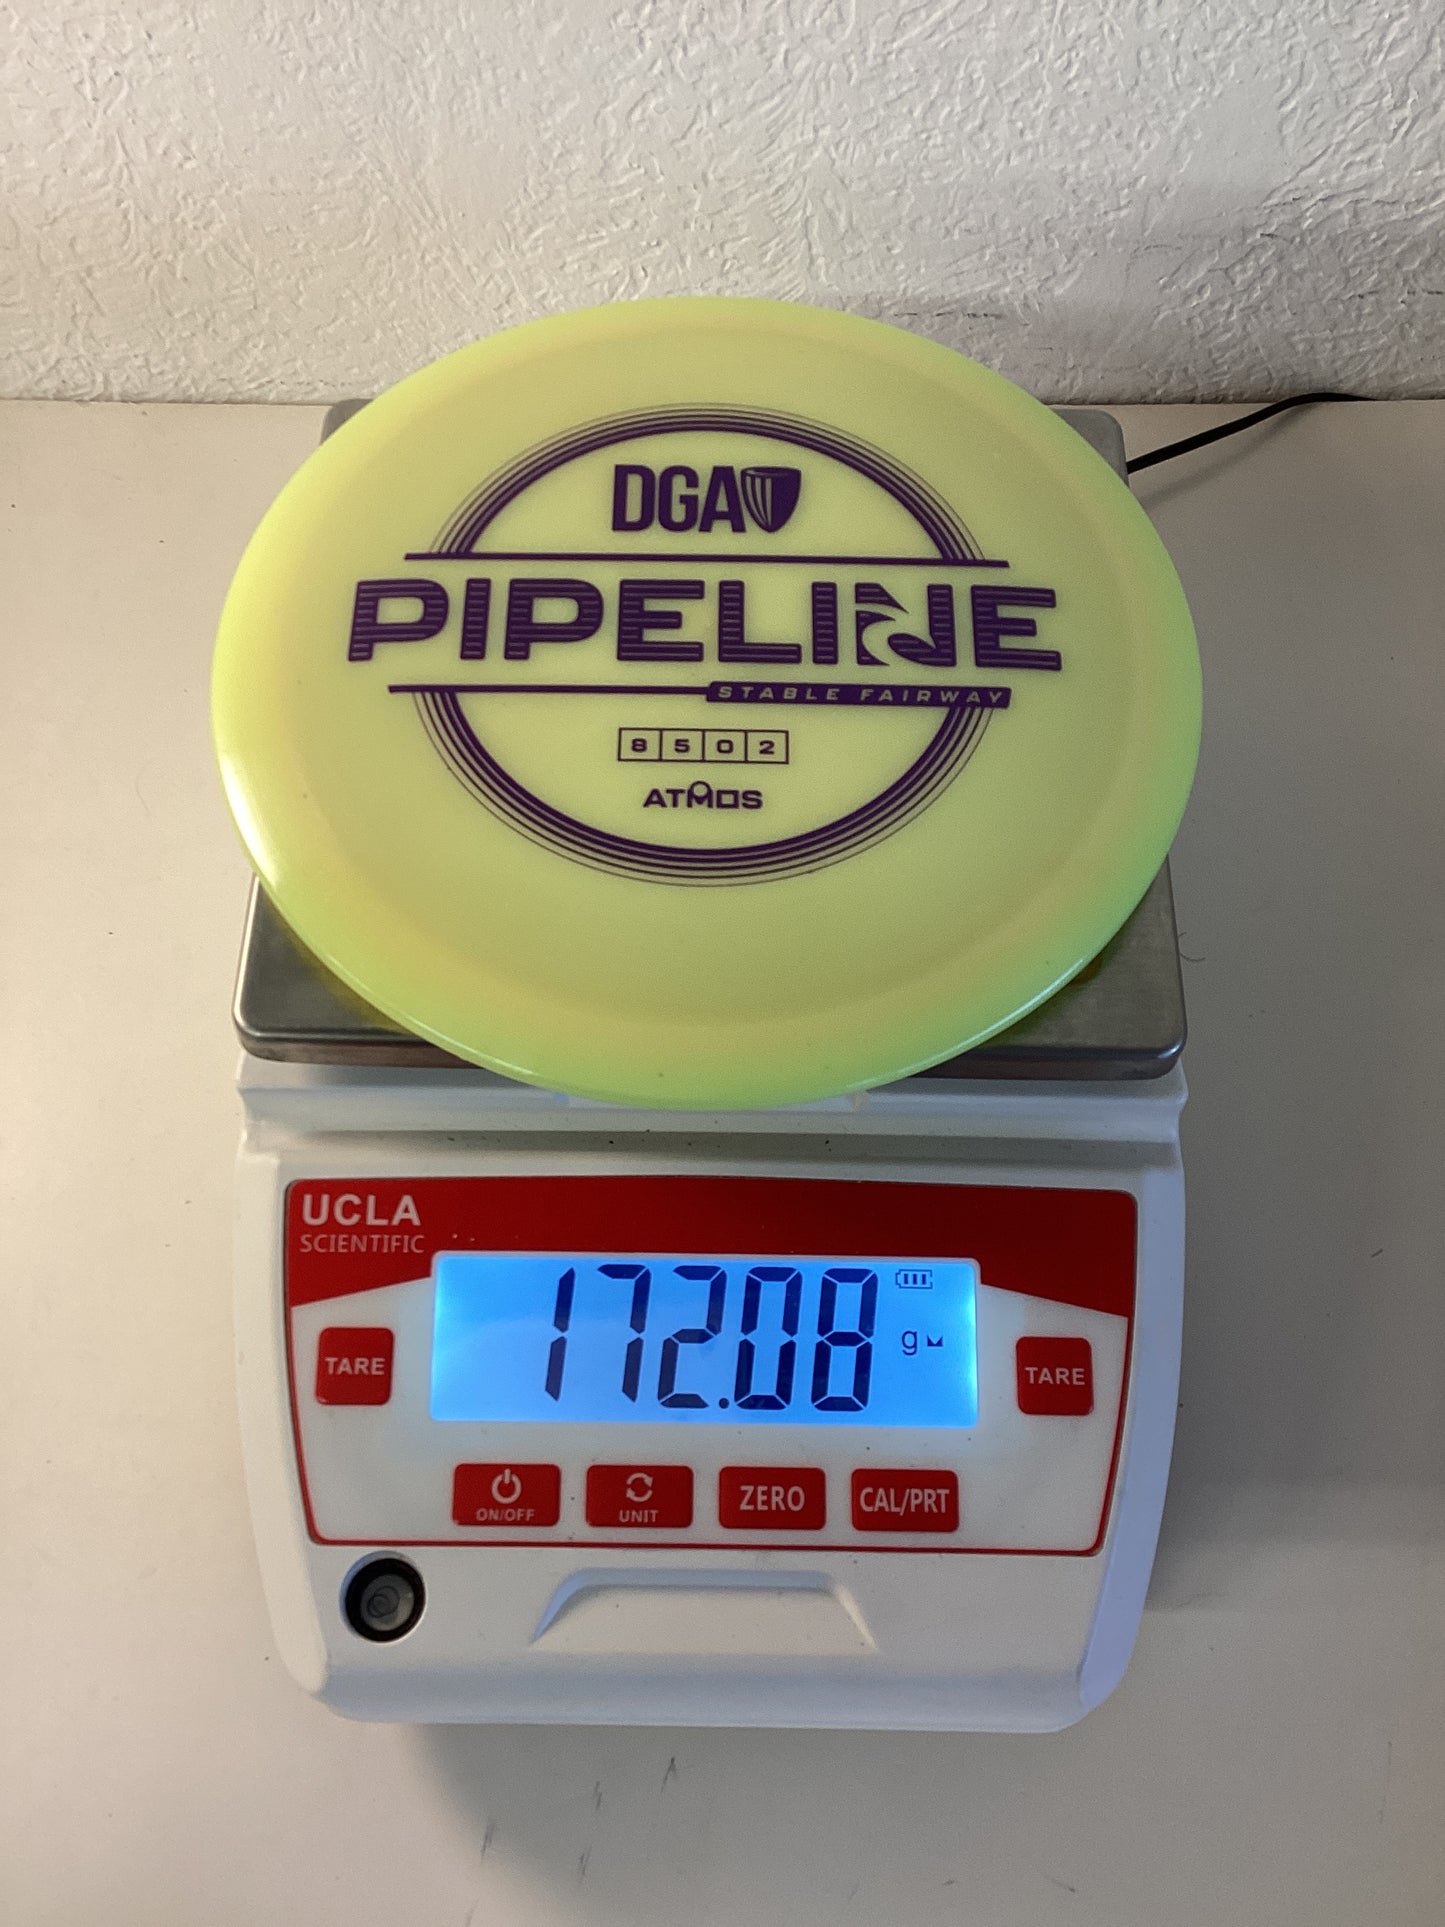 DGA
PIPELINE
STABLE FAIRWAY
8 5 0 2
ATMOS
UCLA
SCIENTIFIC
172.08 g
TARE
TARE
ON/OFF
UNIT
ZERO
CAL/PRT